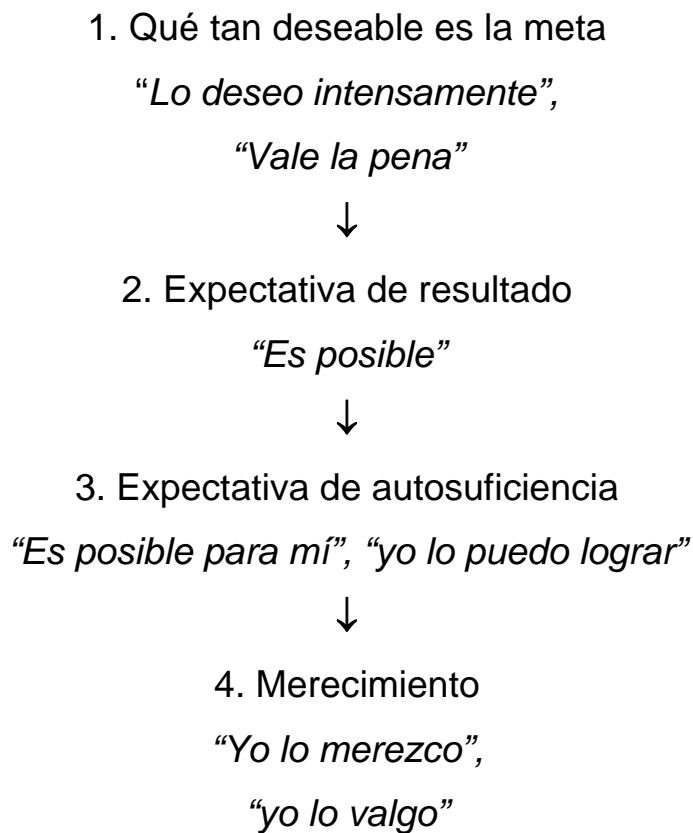 1. Qué tan deseable es la meta
“Lo deseo intensamente”,
“Vale la pena”
↓
2. Expectativa de resultado
“Es posible”
↓
3. Expectativa de autosuficiencia
“Es posible para mí”, “yo lo puedo lograr”
↓
4. Merecimiento
“Yo lo merezco”,
“yo lo valgo”